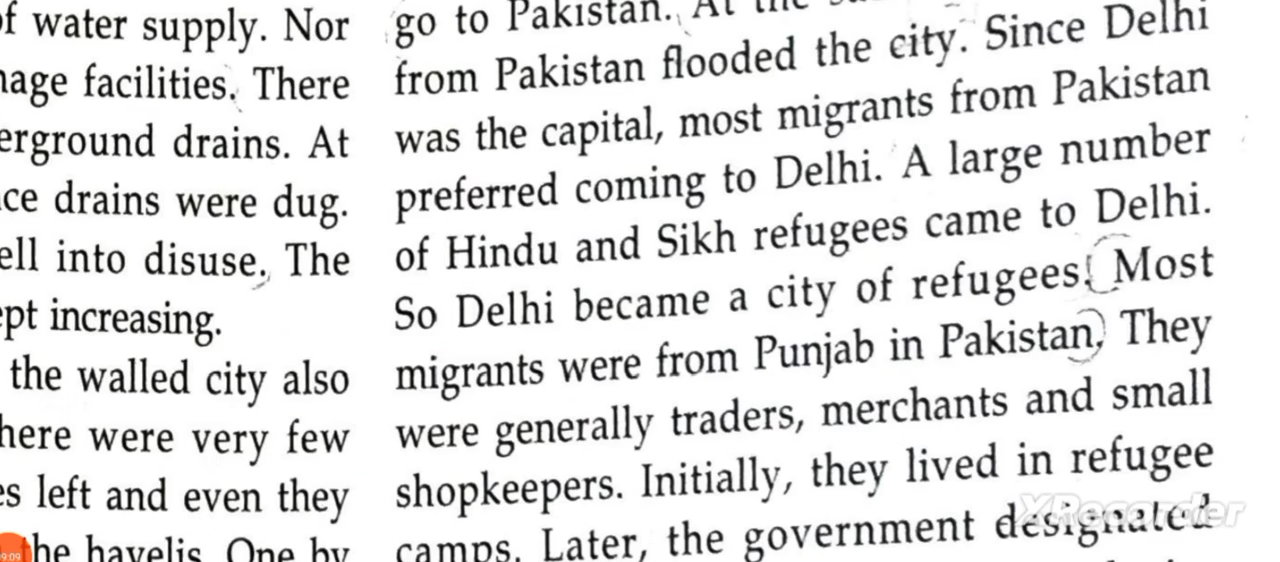 f water supply. Nor
nage facilities. There
erground drains. At
ce drains were dug.
ell into disuse. The
ept increasing.
the walled city also
here were very few
es left and even they
the havelis. One by
go to Pakistan. At the
from Pakistan flooded the city. Since Delhi
was the capital, most migrants from Pakistan
preferred coming to Delhi. A large number
of Hindu and Sikh refugees came to Delhi.
So Delhi became a city of refugees. Most
migrants were from Punjab in Pakistan. They
were generally traders, merchants and small
shopkeepers. Initially, they lived in refugee
camps. Later, the government designated
XRecorder
9:09